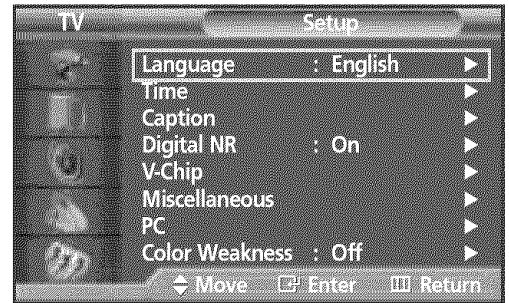 TV Setup
Language : English
Time
Caption
Digital NR : On
V-Chip
Miscellaneous
PC
Color Weakness : Off
Move Enter Return